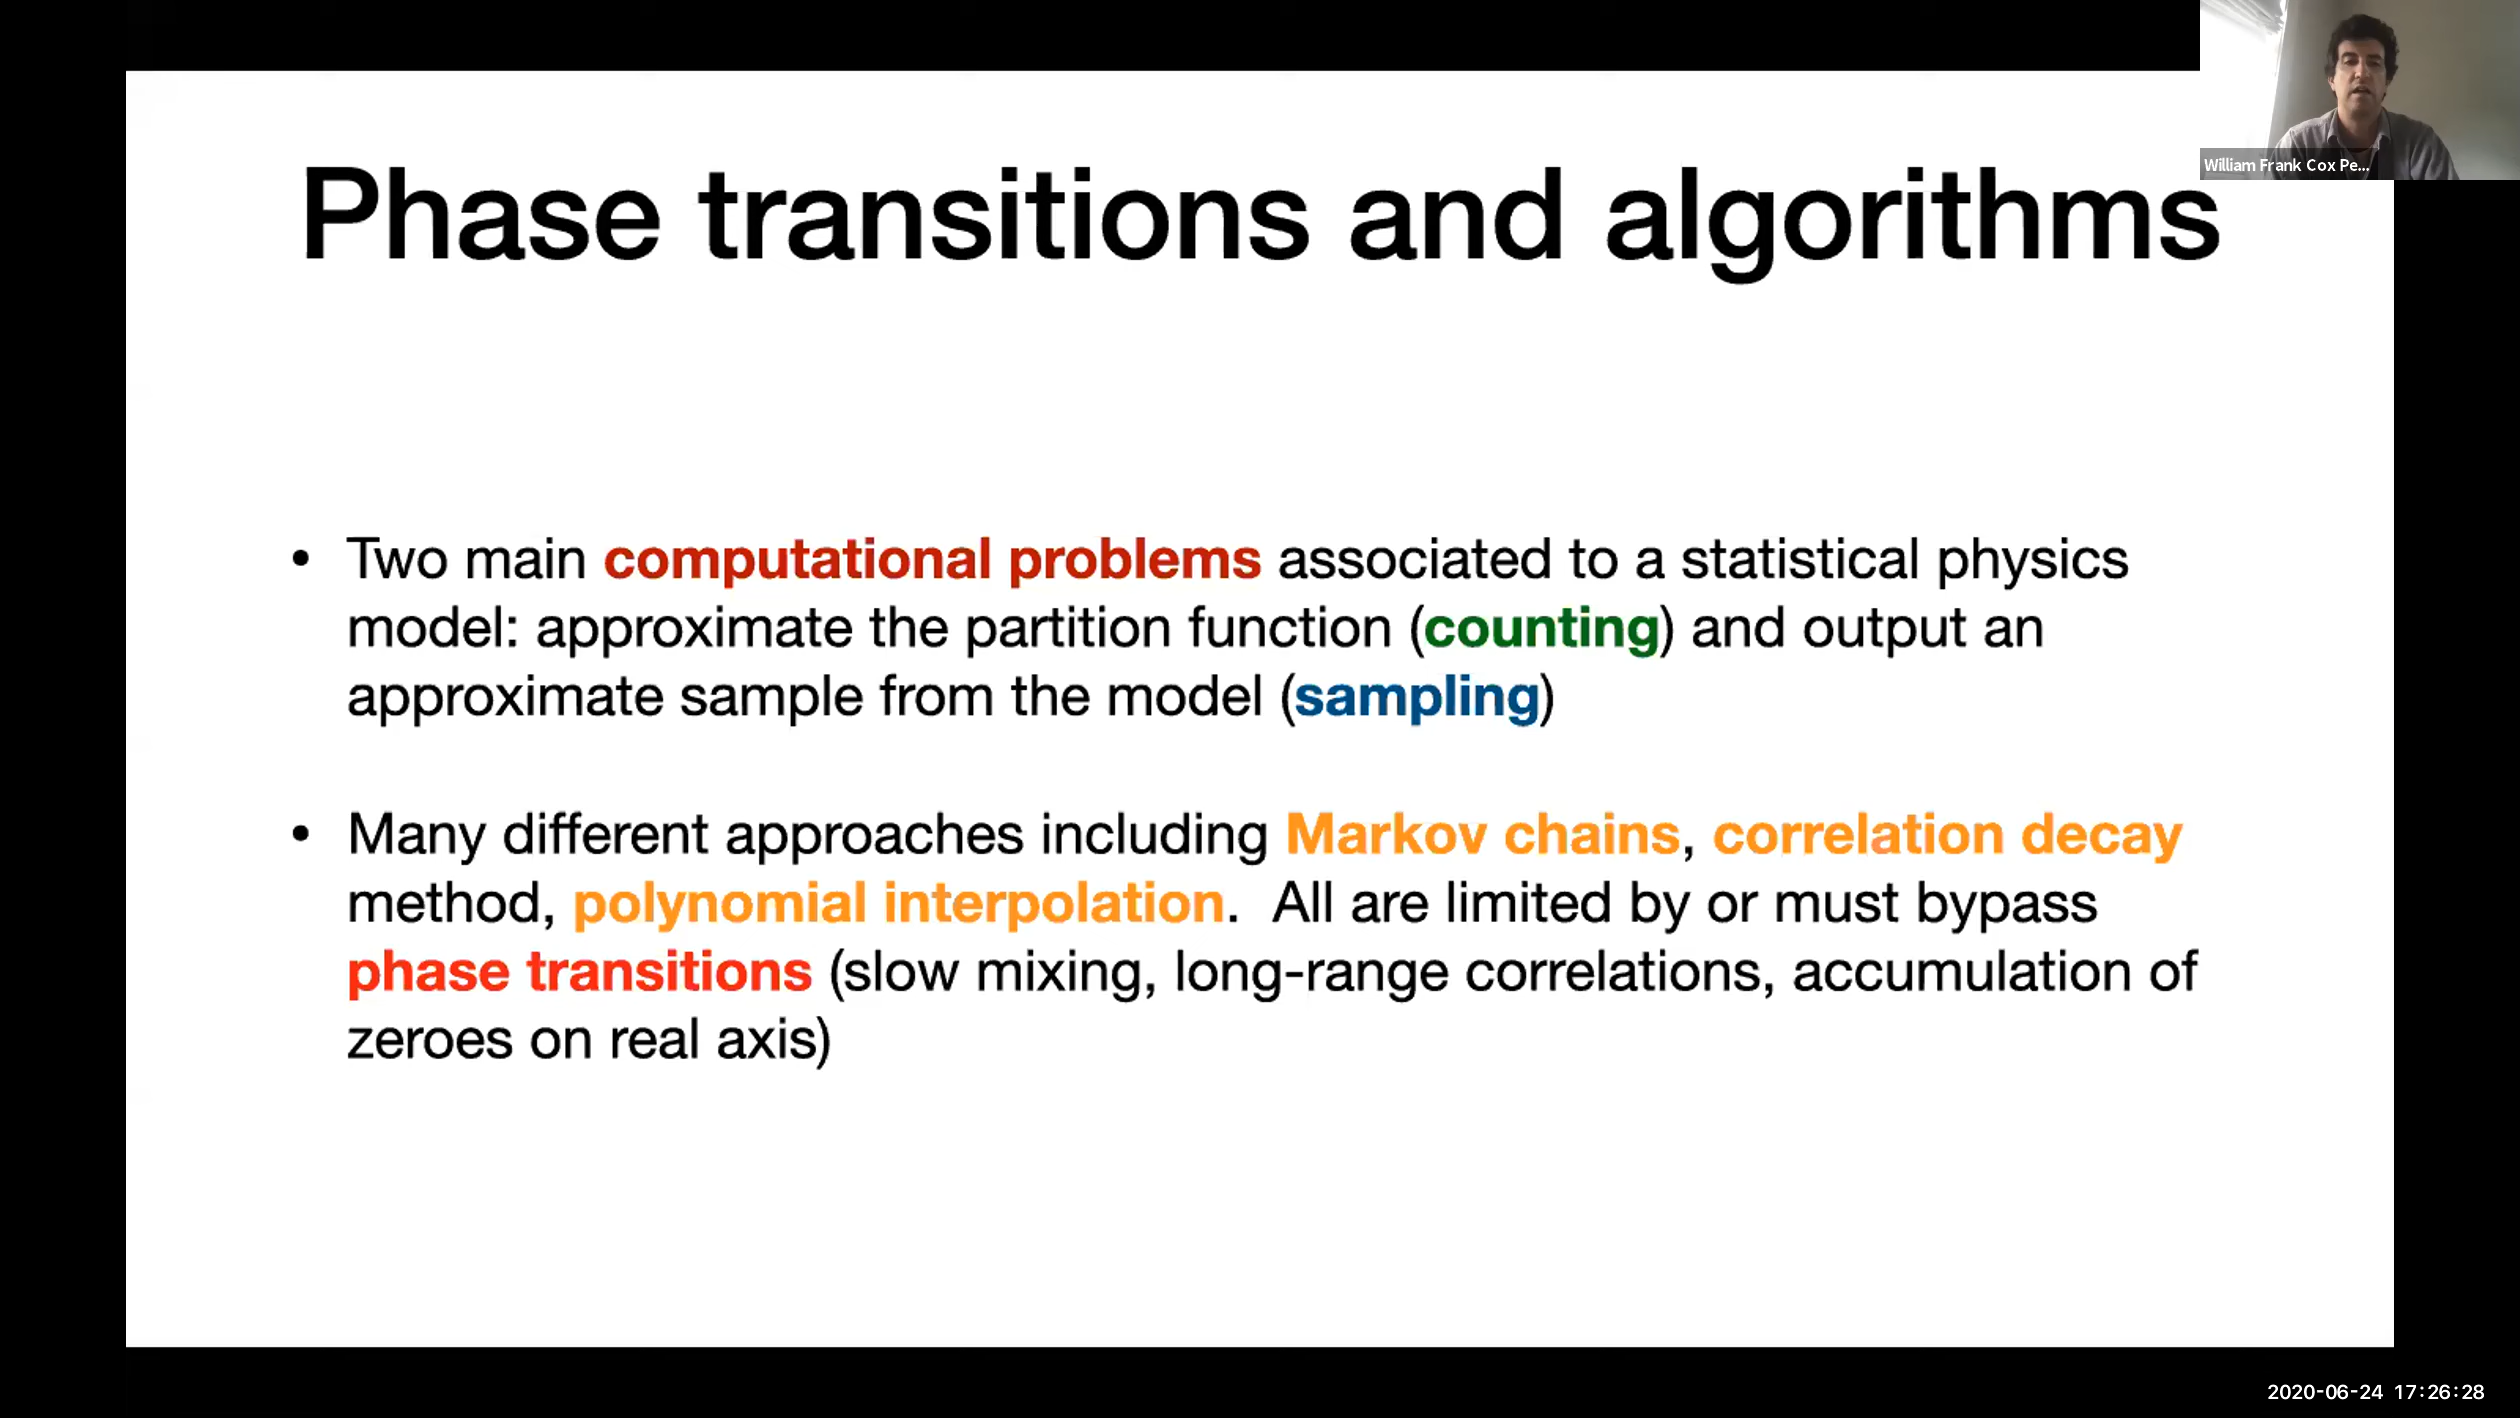 William Frank Cox Pe...
Phase transitions and algorithms
• Two main computational problems associated to a statistical physics
model: approximate the partition function (counting) and output an
approximate sample from the model (sampling)
• Many different approaches including Markov chains, correlation decay
method, polynomial interpolation.  All are limited by or must bypass
phase transitions (slow mixing, long-range correlations, accumulation of
zeroes on real axis)
2020-06-24 17:26:28